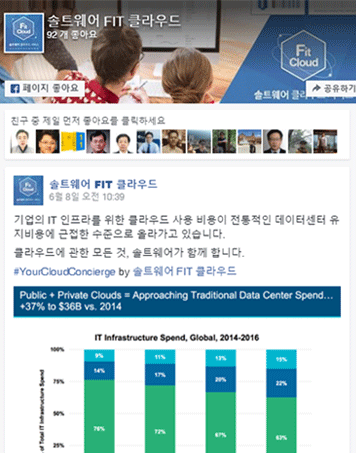 솔트웨어 FIT 클라우드
92 개 좋아요
Fit
Cloud
Fit
Cloud
페이지 좋아요
솔트웨어 FIT 클라우드
공유하기
친구 중 제일 먼저 좋아요를 클릭하세요
솔트웨어 FIT 클라우드
6월 8일 오전 10:39
기업의 IT 인프라를 위한 클라우드 사용 비용이 전통적인 데이터센터 유
지비용에 근접한 수준으로 올라가고 있습니다.
클라우드에 관한 모든 것, 솔트웨어가 함께 합니다.
#YourCloudConcierge by 솔트웨어 FIT 클라우드
Public + Private Clouds = Approaching Traditional Data Center Spend...
+37% to $36B vs. 2014
IT Infrastructure Spend, Global, 2014-2016
of Total IT Infrastructure Spend
100%
9%
11%
13%
15%
14%
17%
20%
22%
75%
50%
76%
72%
67%
63%
25%